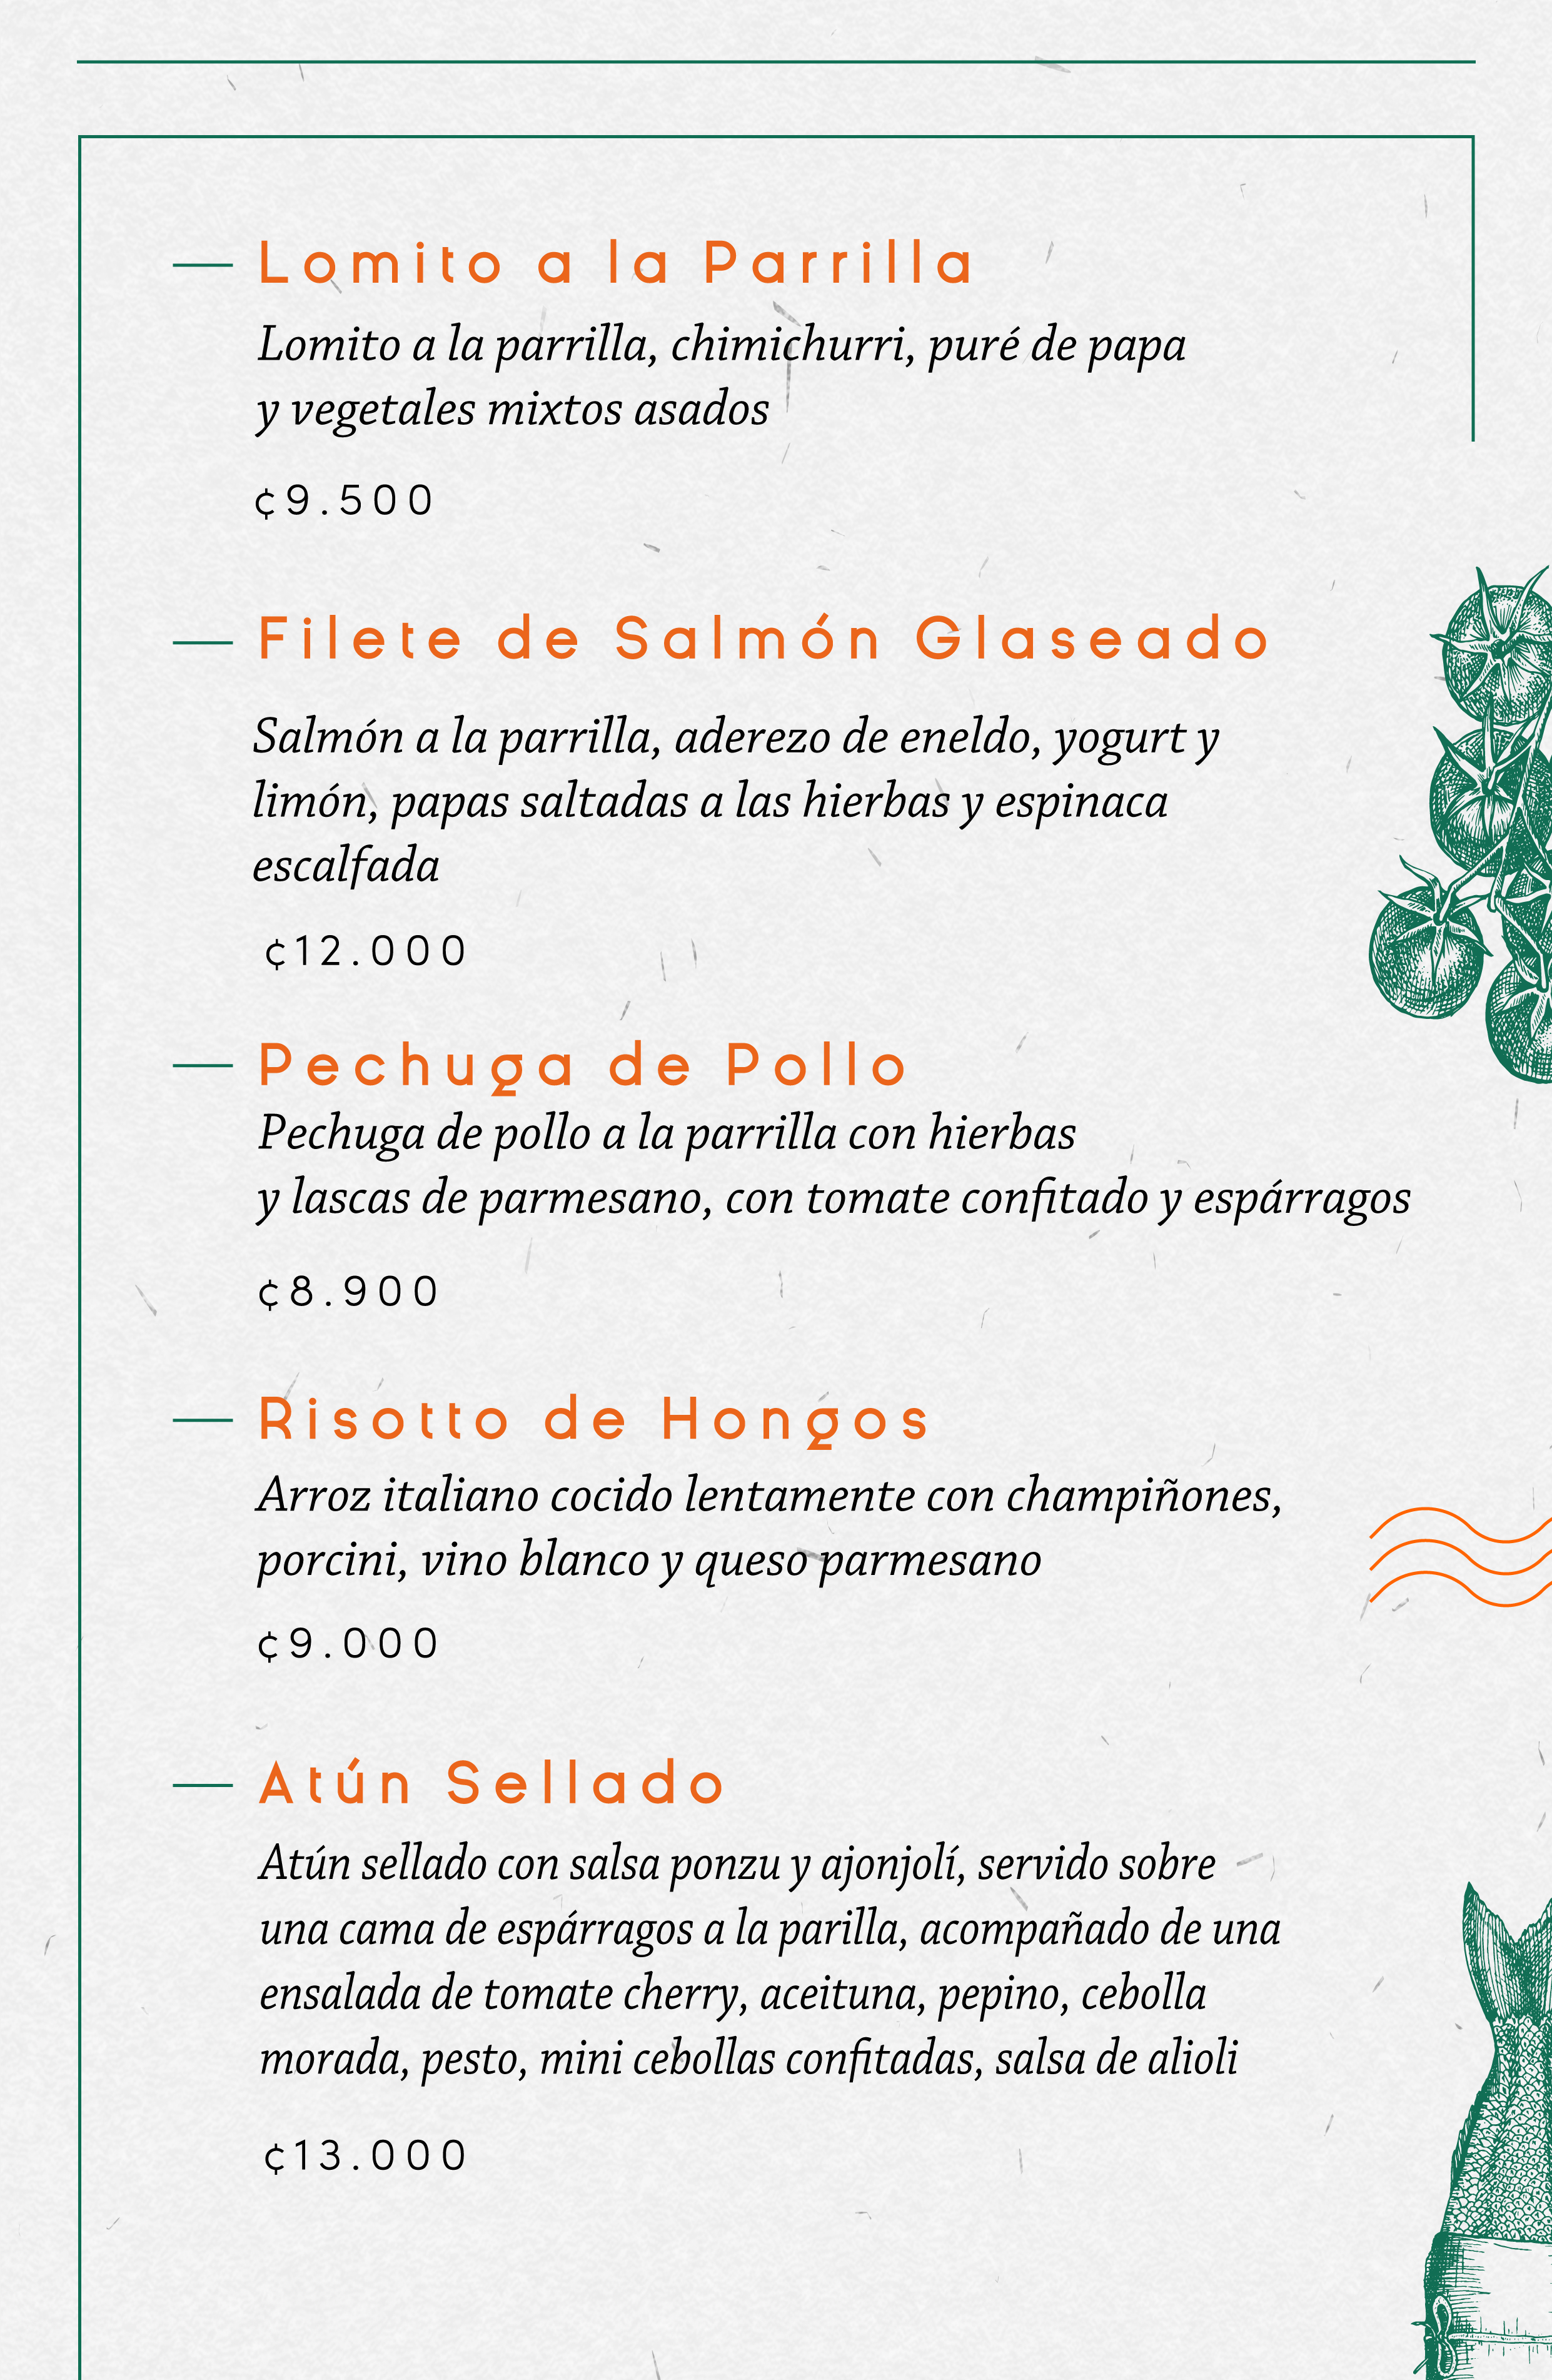 Lomito a la Parrilla
Lomito a la parrilla, chimichurri, puré de papa
y vegetales mixtos asados
¢9.500
Filete de Salmón Glaseado
Salmón a la parrilla, aderezo de eneldo, yogurt y
limón, papas saltadas a las hierbas y espinaca
escalfada
¢12.000
Pechuga de Pollo
Pechuga de pollo a la parrilla con hierbas
y lascas de parmesano, con tomate confitado y espárragos
¢8.900
Risotto de Hongos
Arroz italiano cocido lentamente con champiñones,
porcini, vino blanco y queso parmesano
¢9.000
Atún Sellado
Atún sellado con salsa ponzu y ajonjolí, servido sobre
una cama de espárragos a la parilla, acompañado de una
ensalada de tomate cherry, aceituna, pepino, cebolla
morada, pesto, mini cebollas confitadas, salsa de alioli
¢13.000